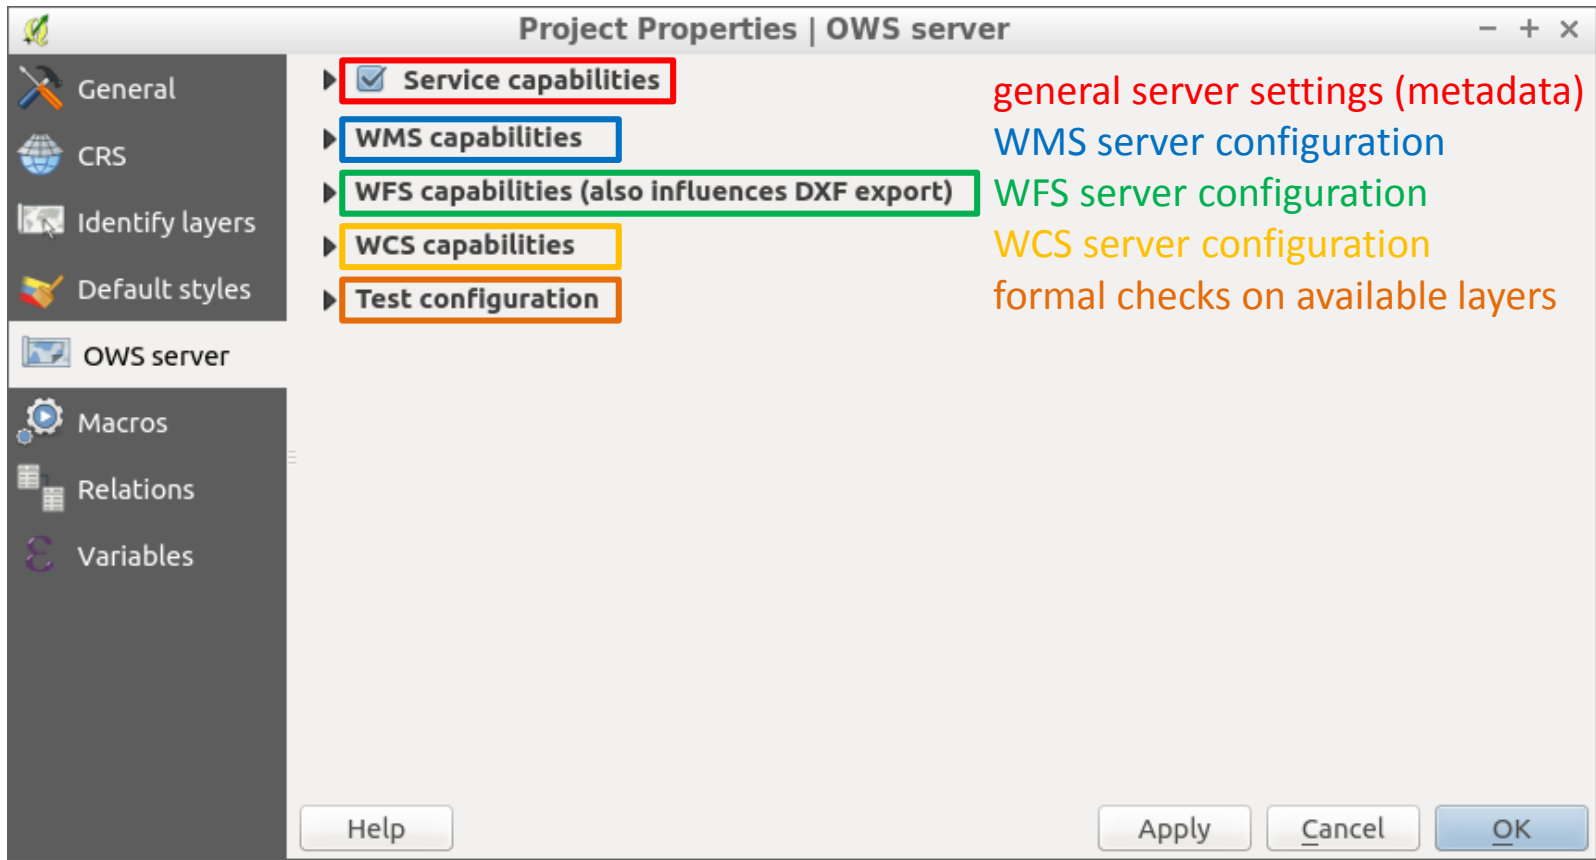 Project Properties | OWS server
General
CRS
Identify layers
Default styles
OWS server
Macros
Relations
Variables
Service capabilities
WMS capabilities
WFS capabilities (also influences DXF export)
WCS capabilities
Test configuration
general server settings (metadata)
WMS server configuration
WFS server configuration
WCS server configuration
formal checks on available layers
Help
Apply
Cancel
OK